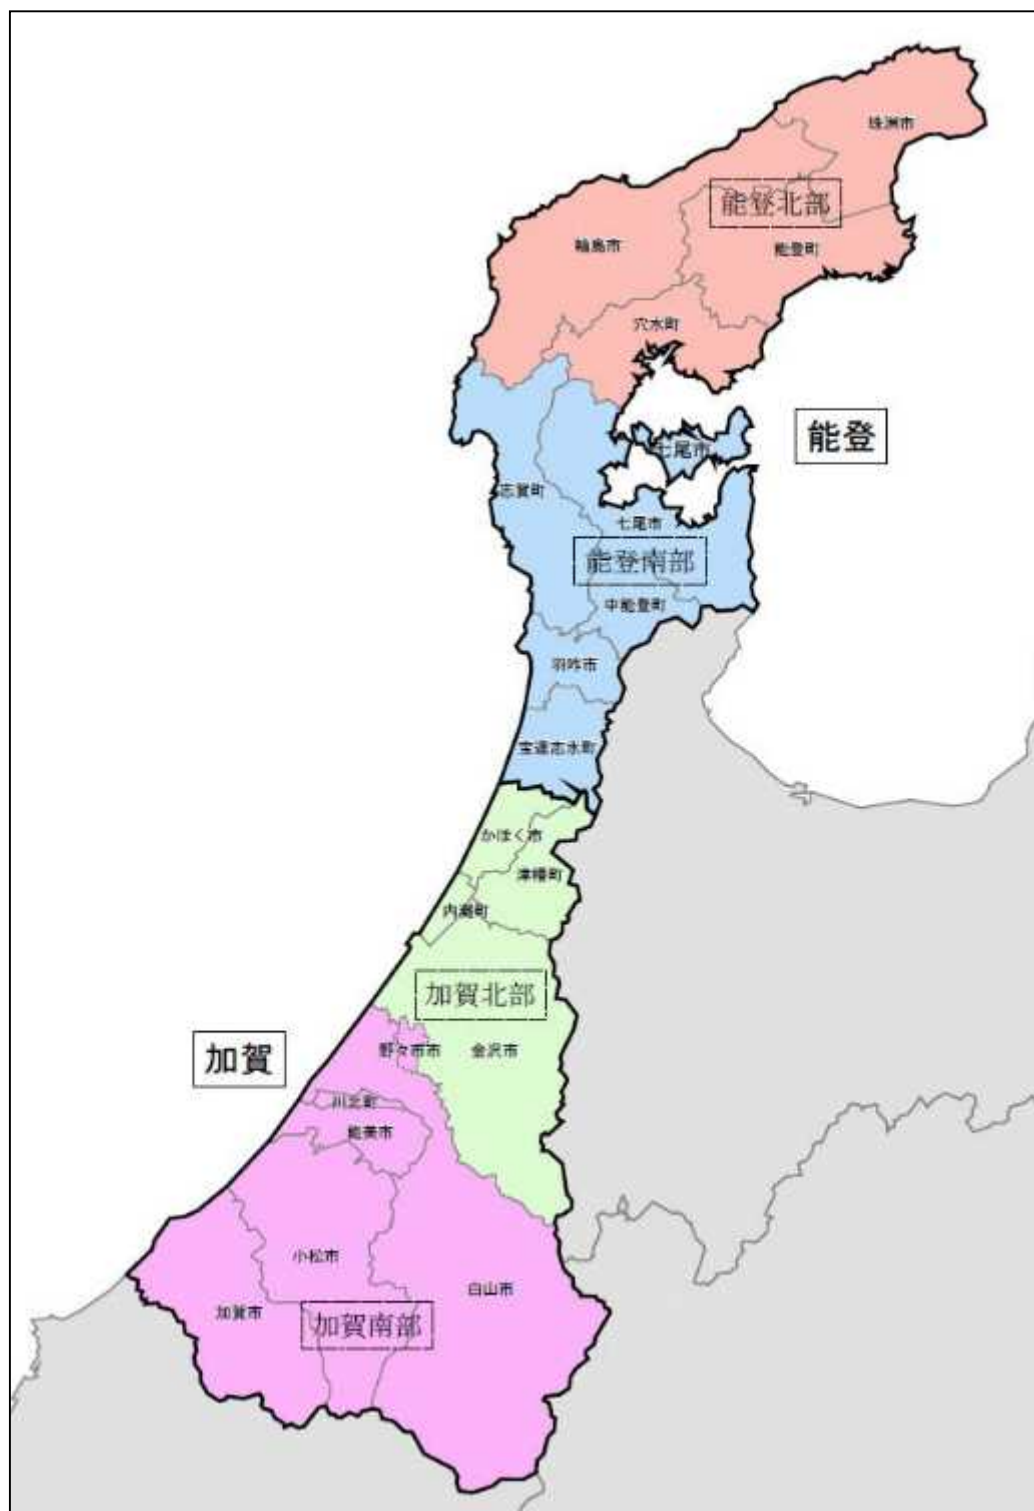 珠洲市
能登北部
輪島市
能登町
穴水町
能登
七尾市
志賀町
七尾市
能登南部
中能登町
羽咋市
宝達志水町
かほく市
津幡町
内灘町
加賀北部
加賀
野々市市
金沢市
川北町
能美市
小松市
白山市
加賀市
加賀南部